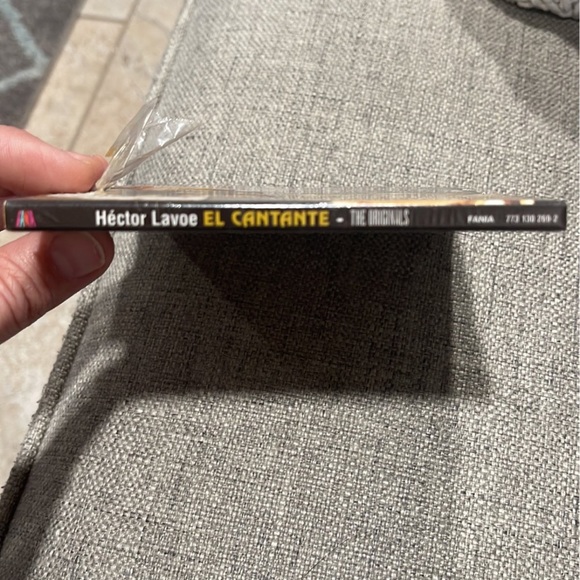 Héctor Lavoe EL CANTANTE - THE ORIGINALS FANIA 773 130 269-2